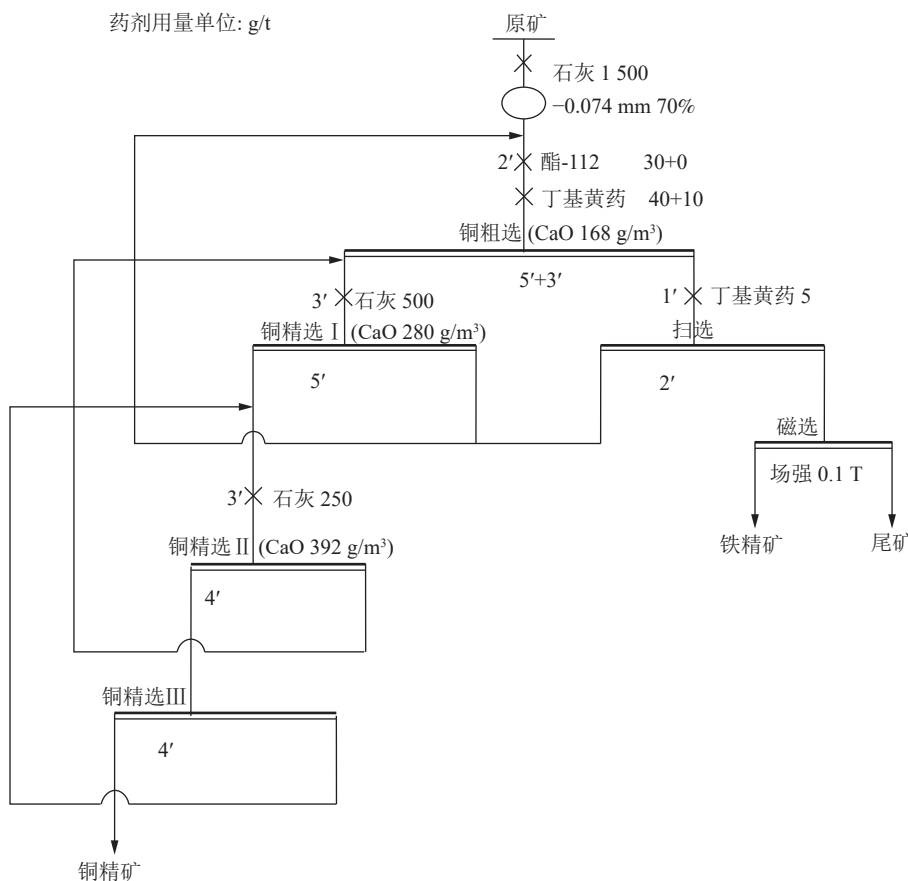 药剂用量单位: g/t
原矿
石灰 1 500
−0.074 mm 70%
2′ 酯-112 30+0
丁基黄药 40+10
铜粗选 (CaO 168 g/m³)
5′+3′
3′ 石灰 500
1′ 丁基黄药 5
铜精选Ⅰ (CaO 280 g/m³)
扫选
5′
2′
磁选
场强 0.1 T
3′ 石灰 250
铁精矿
尾矿
铜精选Ⅱ (CaO 392 g/m³)
4′
铜精选Ⅲ
4′
铜精矿